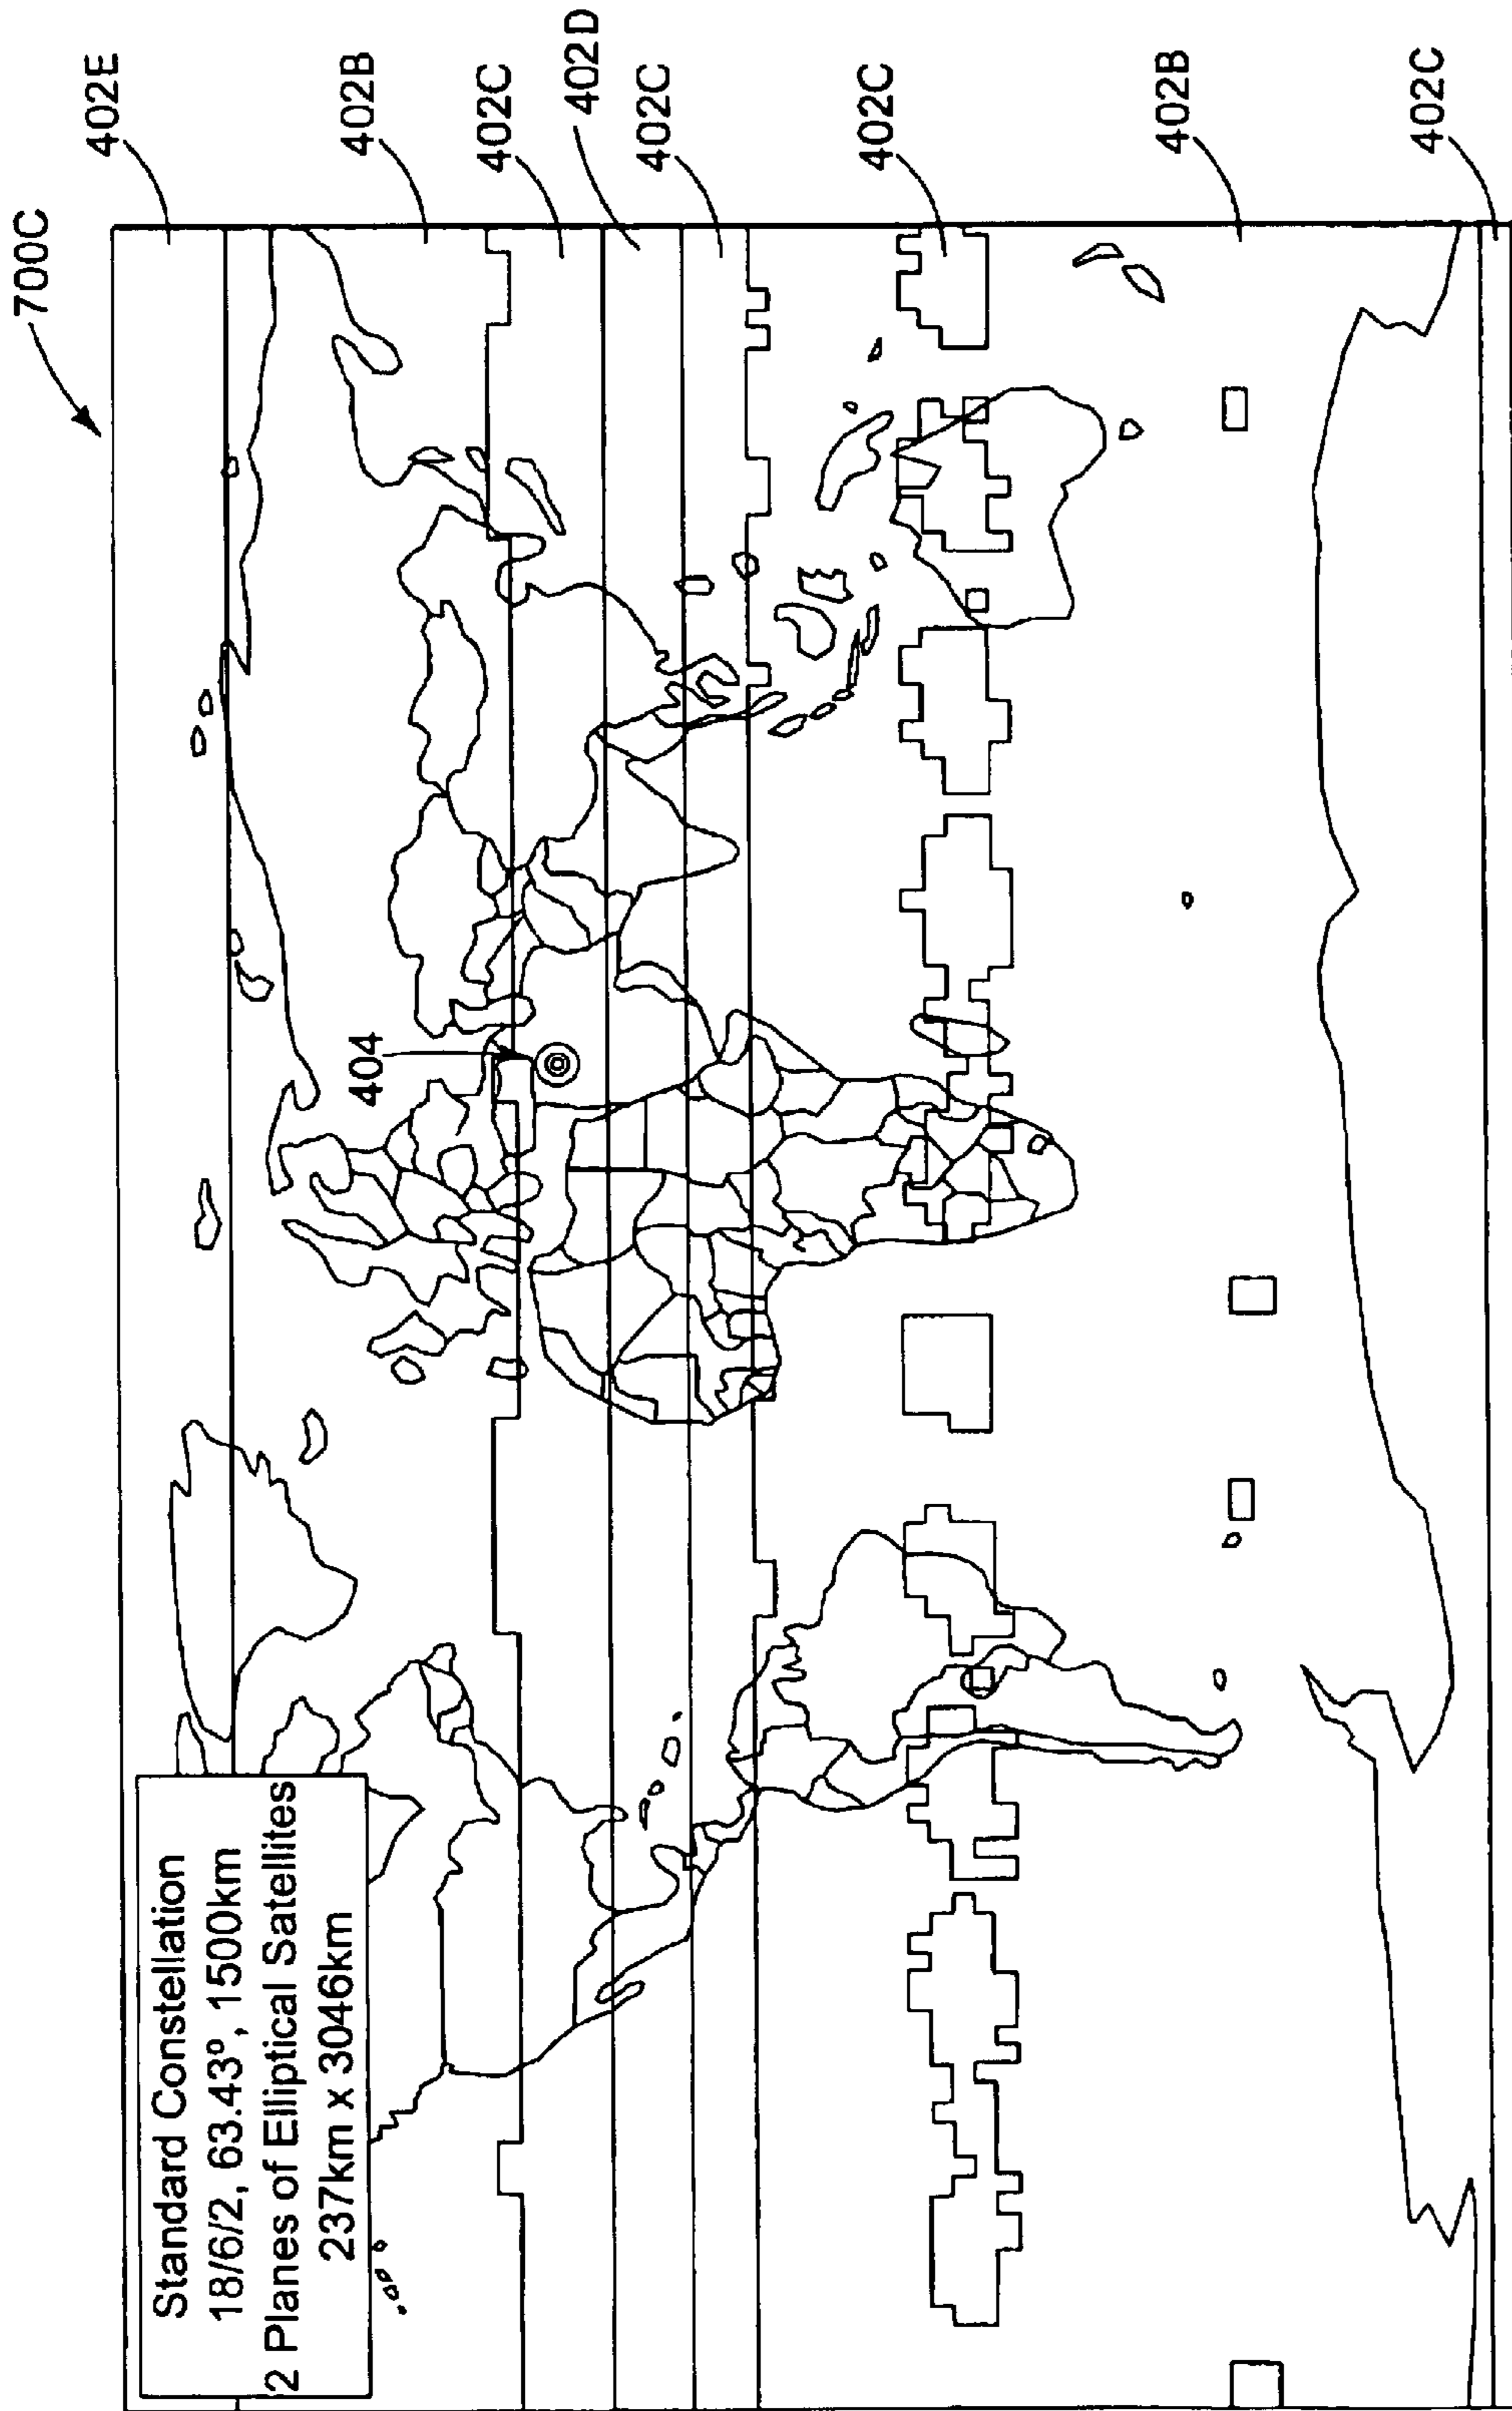 700C
402E
402B
402C
402D
402C
402C
402B
402C
404
Standard Constellation
18/6/2, 63.43º, 1500km
2 Planes of Elliptical Satellites
237km x 3046km